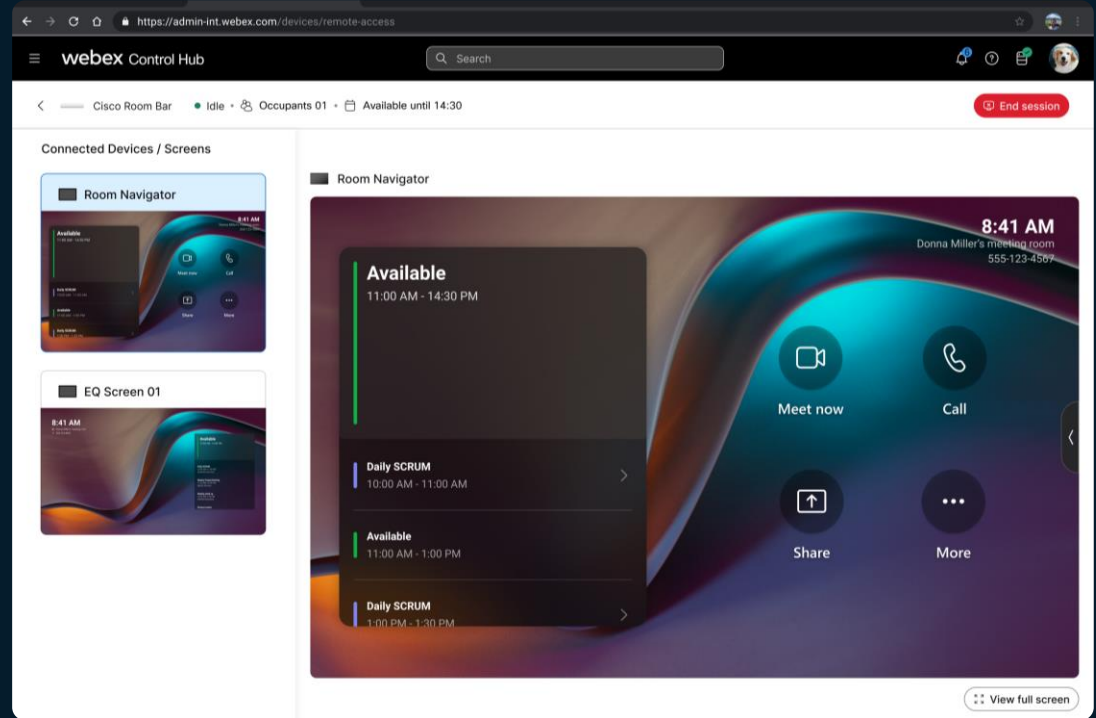 https://admin-int.webex.com/devices/remote-access
webex Control Hub
Search
Cisco Room Bar
Idle • Occupants 01 • Available until 14:30
End session
Connected Devices / Screens
Room Navigator
8:41 AM
Available
Meet now
Call
Daily SCRUM
Available
Share
More
Daily SCRUM
EQ Screen 01
8:41 AM
Available
Room Navigator
8:41 AM
Donna Miller's meeting room
555-123-4567
Available
11:00 AM - 14:30 PM
Meet now
Call
Daily SCRUM
10:00 AM - 11:00 AM
Available
11:00 AM - 1:00 PM
Share
More
Daily SCRUM
1:00 PM - 1:30 PM
View full screen